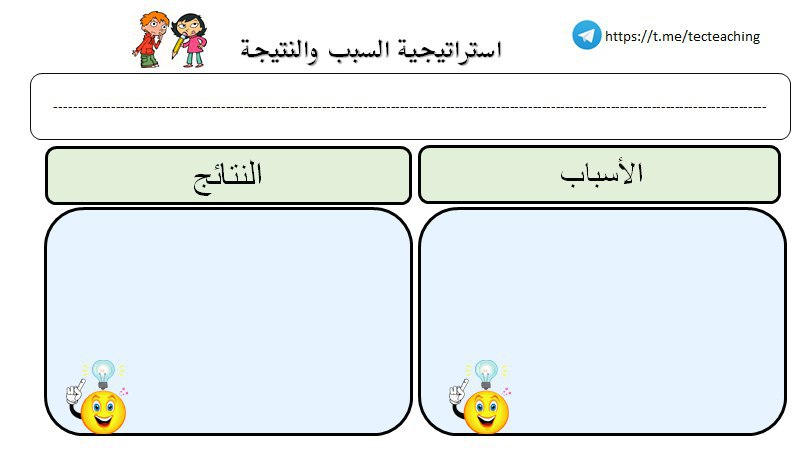 استراتيجية السبب والنتيجة
https://t.me/tecteaching
الأسباب
النتائج